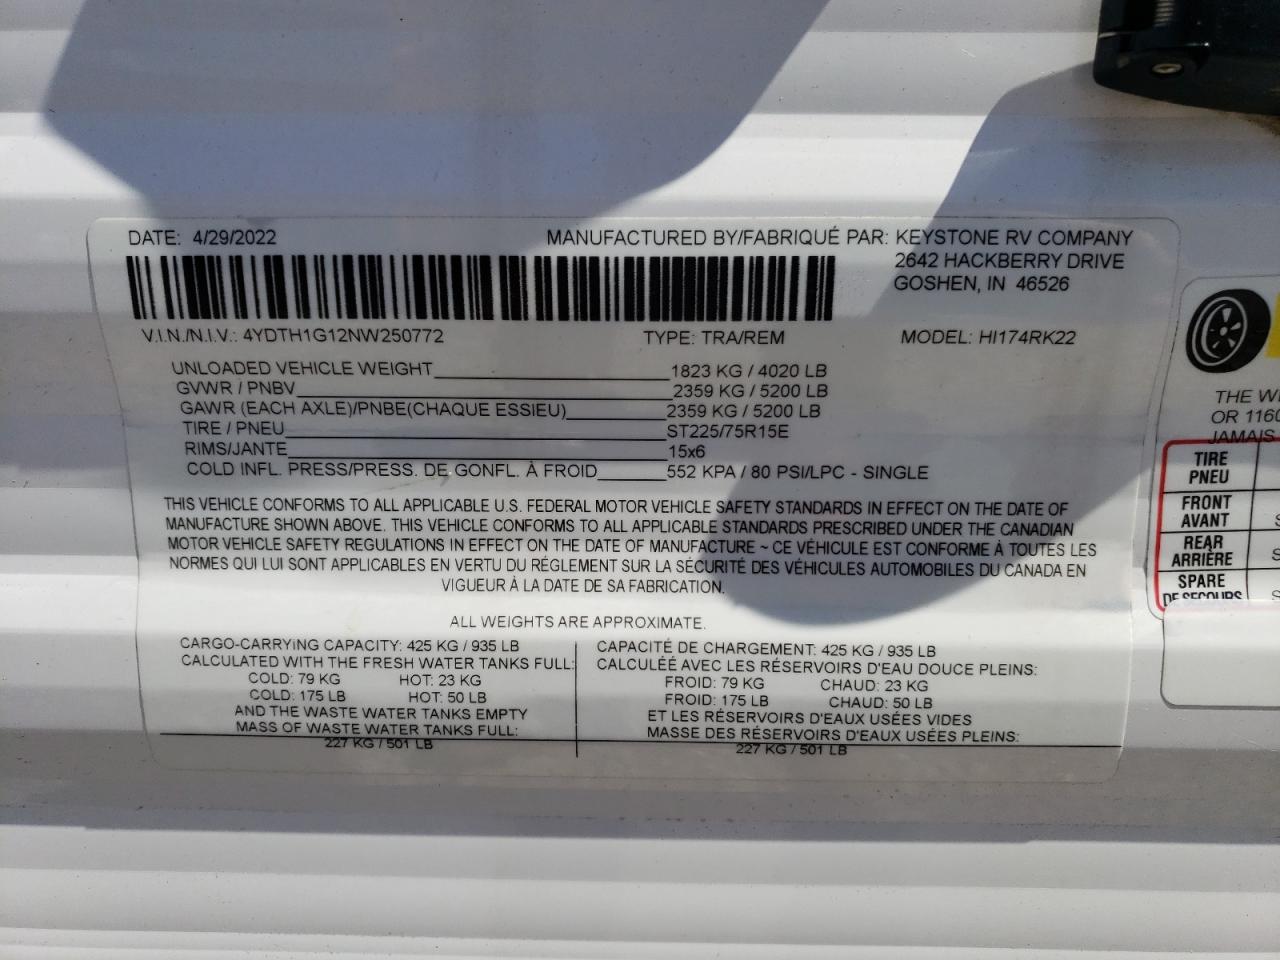 DATE: 4/29/2022
MANUFACTURED BY/FABRIQUÉ PAR: KEYSTONE RV COMPANY
2642 HACKBERRY DRIVE
GOSHEN, IN 46526
V.I.N./N.I.V.: 4YDTH1G12NW250772 TYPE: TRA/REM MODEL: HI174RK22
UNLOADED VEHICLE WEIGHT 1823 KG / 4020 LB
GVWR / PNBV 2359 KG / 5200 LB
GAWR (EACH AXLE)/PNBE(CHAQUE ESSIEU) 2359 KG / 5200 LB
TIRE / PNEU ST225/75R15E
RIMS/JANTE 15x6
COLD INFL. PRESS/PRESS. DE GONFL. À FROID 552 KPA / 80 PSI/LPC - SINGLE
THIS VEHICLE CONFORMS TO ALL APPLICABLE U.S. FEDERAL MOTOR VEHICLE SAFETY STANDARDS IN EFFECT ON THE DATE OF
MANUFACTURE SHOWN ABOVE. THIS VEHICLE CONFORMS TO ALL APPLICABLE STANDARDS PRESCRIBED UNDER THE CANADIAN
MOTOR VEHICLE SAFETY REGULATIONS IN EFFECT ON THE DATE OF MANUFACTURE ~ CE VÉHICULE EST CONFORME À TOUTES LES
NORMES QUI LUI SONT APPLICABLES EN VERTU DU RÉGLEMENT SUR LA SÉCURITÉ DES VÉHICULES AUTOMOBILES DU CANADA EN
VIGUEUR À LA DATE DE SA FABRICATION.
ALL WEIGHTS ARE APPROXIMATE.
CARGO-CARRYING CAPACITY: 425 KG / 935 LB
CALCULATED WITH THE FRESH WATER TANKS FULL:
COLD: 79 KG HOT: 23 KG
COLD: 175 LB HOT: 50 LB
AND THE WASTE WATER TANKS EMPTY
MASS OF WASTE WATER TANKS FULL:
227 KG / 501 LB
CAPACITÉ DE CHARGEMENT: 425 KG / 935 LB
CALCULÉE AVEC LES RÉSERVOIRS D'EAU DOUCE PLEINS:
FROID: 79 KG CHAUD: 23 KG
FROID: 175 LB CHAUD: 50 LB
ET LES RÉSERVOIRS D'EAUX USÉES VIDES
MASSE DES RÉSERVOIRS D'EAUX USÉES PLEINS:
227 KG / 501 LB
THE
OR 1160
JAMAIS
TIRE
PNEU
FRONT
AVANT
REAR
ARRIÈRE
SPARE
DE SECOURS